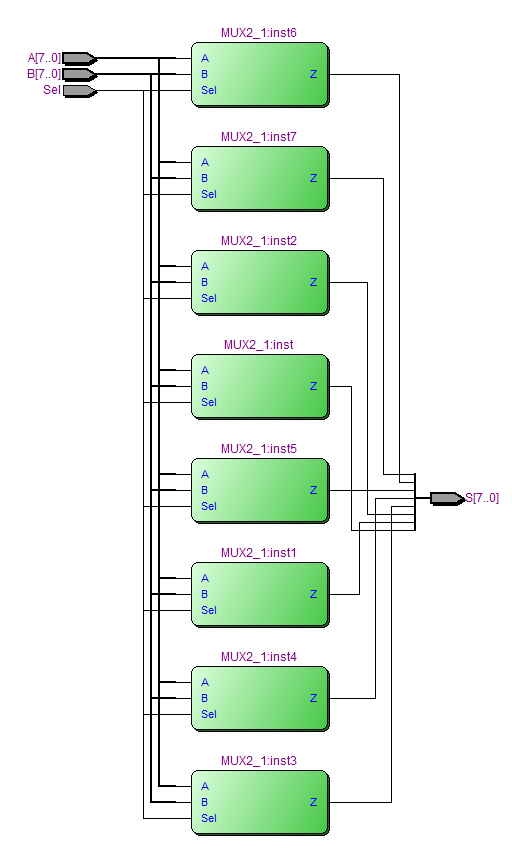 MUX2_1:inst6
A[7..0]
B[7..0]
Sel
A
B
Sel
Z
MUX2_1:inst7
A
B
Sel
Z
MUX2_1:inst2
A
B
Sel
Z
MUX2_1:inst
A
B
Sel
Z
MUX2_1:inst5
A
B
Sel
Z
S[7..0]
MUX2_1:inst1
A
B
Sel
Z
MUX2_1:inst4
A
B
Sel
Z
MUX2_1:inst3
A
B
Sel
Z